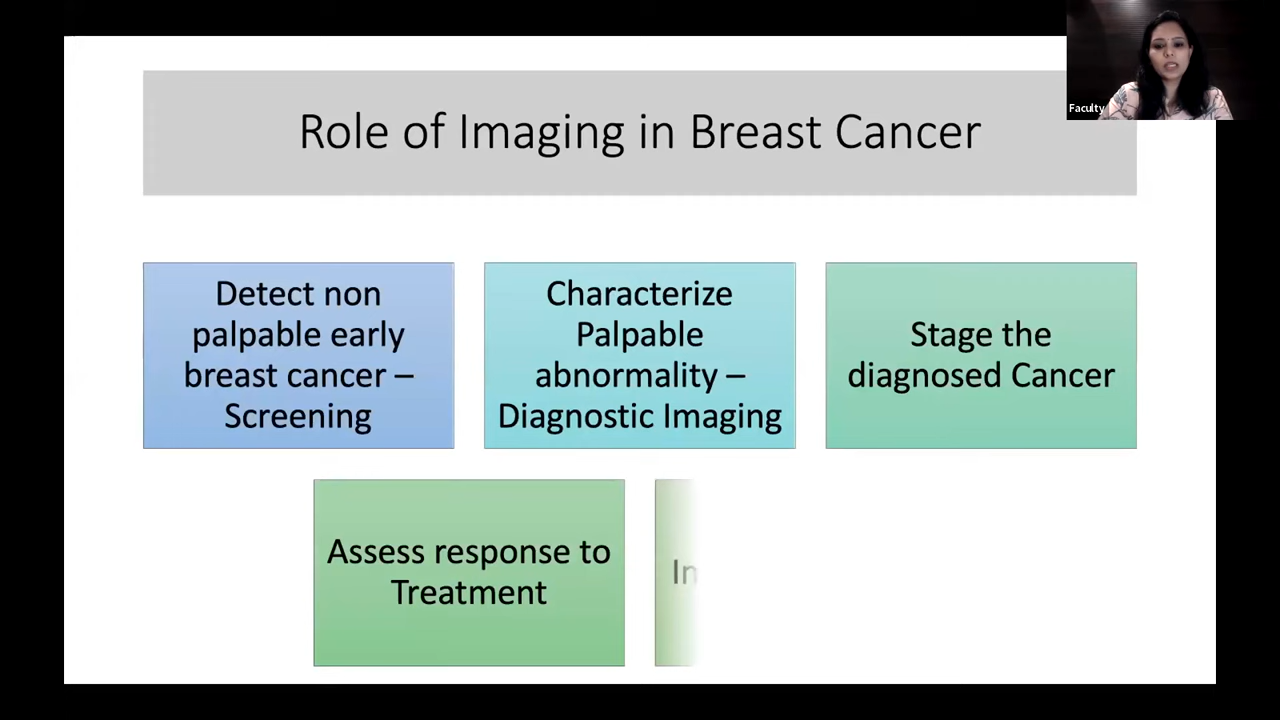 Faculty
Role of Imaging in Breast Cancer
Detect non
palpable early
breast cancer –
Screening
Characterize
Palpable
abnormality –
Diagnostic Imaging
Stage the
diagnosed Cancer
Assess response to
Treatment